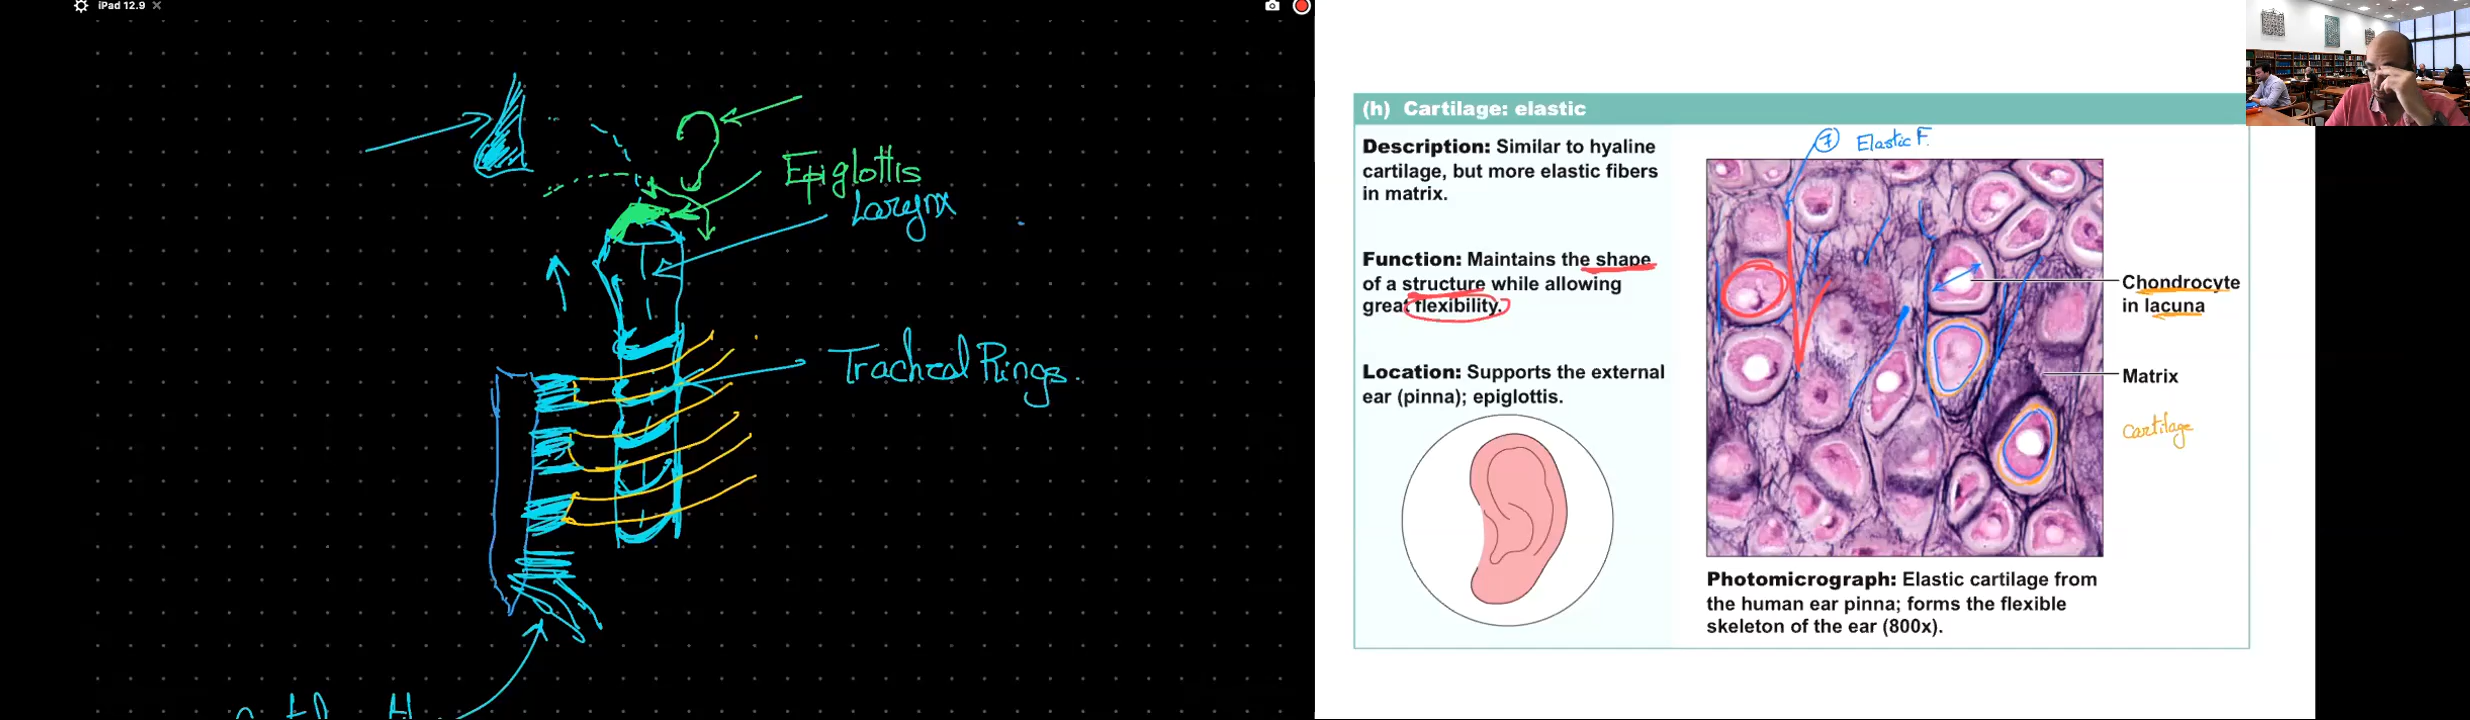 iPad 12.9
Epiglottis
Larynx
Tracheal Rings.
(h) Cartilage: elastic
Description: Similar to hyaline
cartilage, but more elastic fibers
in matrix.
Function: Maintains the shape
of a structure while allowing
great flexibility.
Location: Supports the external
ear (pinna); epiglottis.
Elastic F.
Chondrocyte
in lacuna
Matrix
Cartilage
Photomicrograph: Elastic cartilage from
the human ear pinna; forms the flexible
skeleton of the ear (800x).